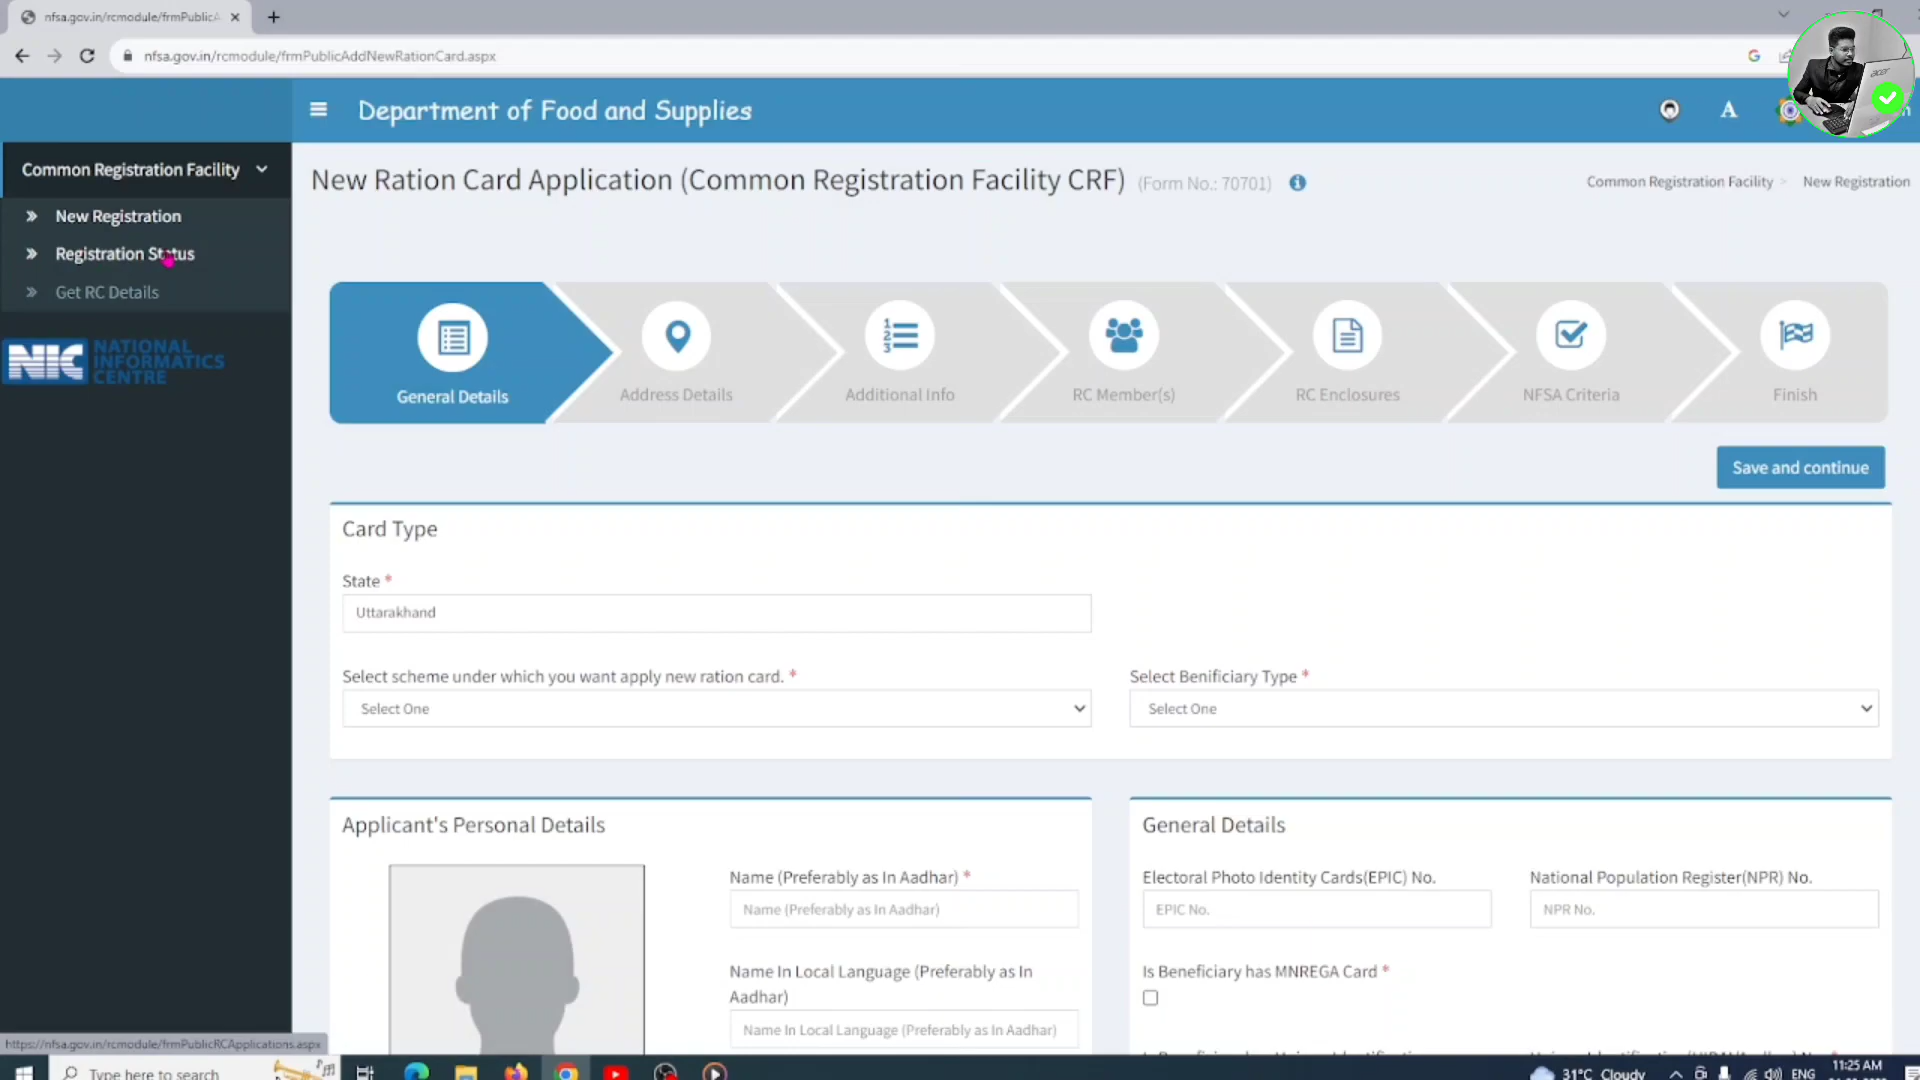 nfsa.gov.in/rcmodule/frmPublicA
nfsa.gov.in/rcmodule/frmPublicAddNewRationCard.aspx
Department of Food and Supplies
A
acer
Common Registration Facility
New Registration
Registration Status
Get RC Details
NIC NATIONAL
INFORMATICS
CENTRE
New Ration Card Application (Common Registration Facility CRF) (Form No.: 70701)
Common Registration Facility > New Registration
General Details
Address Details
Additional Info
RC Member(s)
RC Enclosures
NFSA Criteria
Finish
Save and continue
Card Type
State *
Uttarakhand
Select scheme under which you want apply new ration card. *
Select One
Select Benificiary Type *
Select One
Applicant's Personal Details
Name (Preferably as In Aadhar) *
Name (Preferably as In Aadhar)
Name In Local Language (Preferably as In
Aadhar)
Name In Local Language (Preferably as In Aadhar)
General Details
Electoral Photo Identity Cards(EPIC) No.
EPIC No.
National Population Register(NPR) No.
NPR No.
Is Beneficiary has MNREGA Card *
https://nfsa.gov.in/rcmodule/frmPublicRCApplications.aspx
Type here to search
31°C Cloudy
ENG
11:25 AM